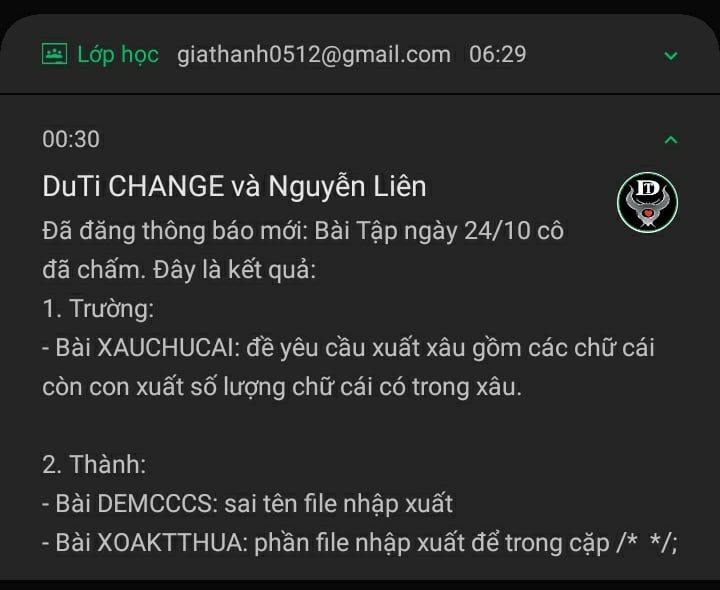 Lớp học giathanh0512@gmail.com 06:29
00:30
DuTi CHANGE và Nguyễn Liên
DT
Đã đăng thông báo mới: Bài Tập ngày 24/10 cô
đã chấm. Đây là kết quả:
1. Trường:
- Bài XAUCHUCAI: đề yêu cầu xuất xâu gồm các chữ cái
còn con xuất số lượng chữ cái có trong xâu.
2. Thành:
- Bài DEMCCCS: sai tên file nhập xuất
- Bài XOAKTTHUA: phần file nhập xuất để trong cặp /* */;